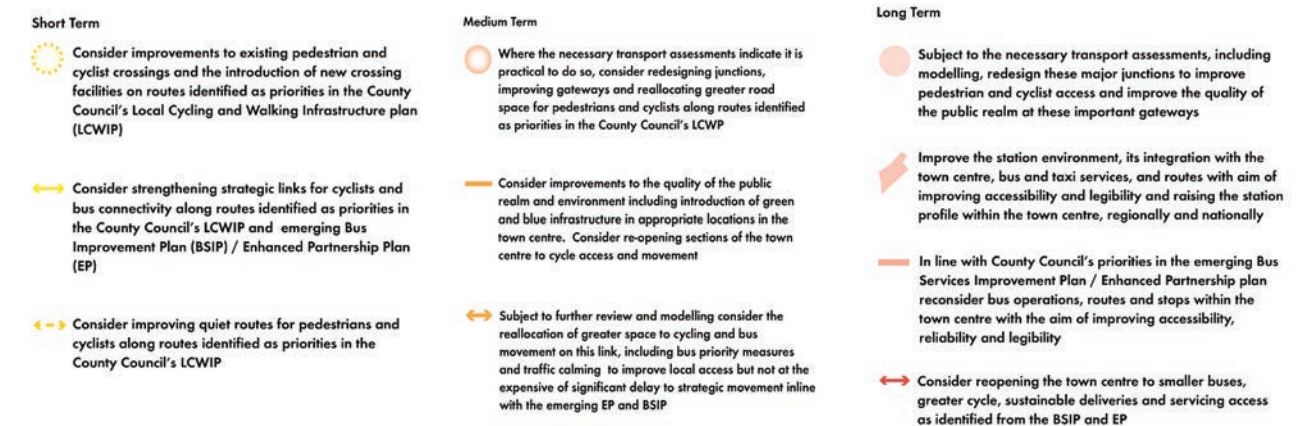 Short Term
Consider improvements to existing pedestrian and
cyclist crossings and the introduction of new crossing
facilities on routes identified as priorities in the County
Council's Local Cycling and Walking Infrastructure plan
(LCWIP)
Consider strengthening strategic links for cyclists and
bus connectivity along routes identified as priorities in
the County Council's LCWIP and emerging Bus
Improvement Plan (BSIP) / Enhanced Partnership Plan
(EP)
Consider improving quiet routes for pedestrians and
cyclists along routes identified as priorities in the
County Council's LCWIP
Medium Term
Where the necessary transport assessments indicate it is
practical to do so, consider redesigning junctions,
improving gateways and reallocating greater road
space for pedestrians and cyclists along routes identified
as priorities in the County Council's LCWP
Consider improvements to the quality of the public
realm and environment including introduction of green
and blue infrastructure in appropriate locations in the
town centre. Consider re-opening sections of the town
centre to cycle access and movement
Subject to further review and modelling consider the
reallocation of greater space to cycling and bus
movement on this link, including bus priority measures
and traffic calming to improve local access but not at the
expensive of significant delay to strategic movement inline
with the emerging EP and BSIP
Long Term
Subject to the necessary transport assessments, including
modelling, redesign these major junctions to improve
pedestrian and cyclist access and improve the quality of
the public realm at these important gateways
Improve the station environment, its integration with the
town centre, bus and taxi services, and routes with aim of
improving accessibility and legibility and raising the station
profile within the town centre, regionally and nationally
In line with County Council's priorities in the emerging Bus
Services Improvement Plan / Enhanced Partnership plan
reconsider bus operations, routes and stops within the
town centre with the aim of improving accessibility,
reliability and legibility
Consider reopening the town centre to smaller buses,
greater cycle, sustainable deliveries and servicing access
as identified from the BSIP and EP